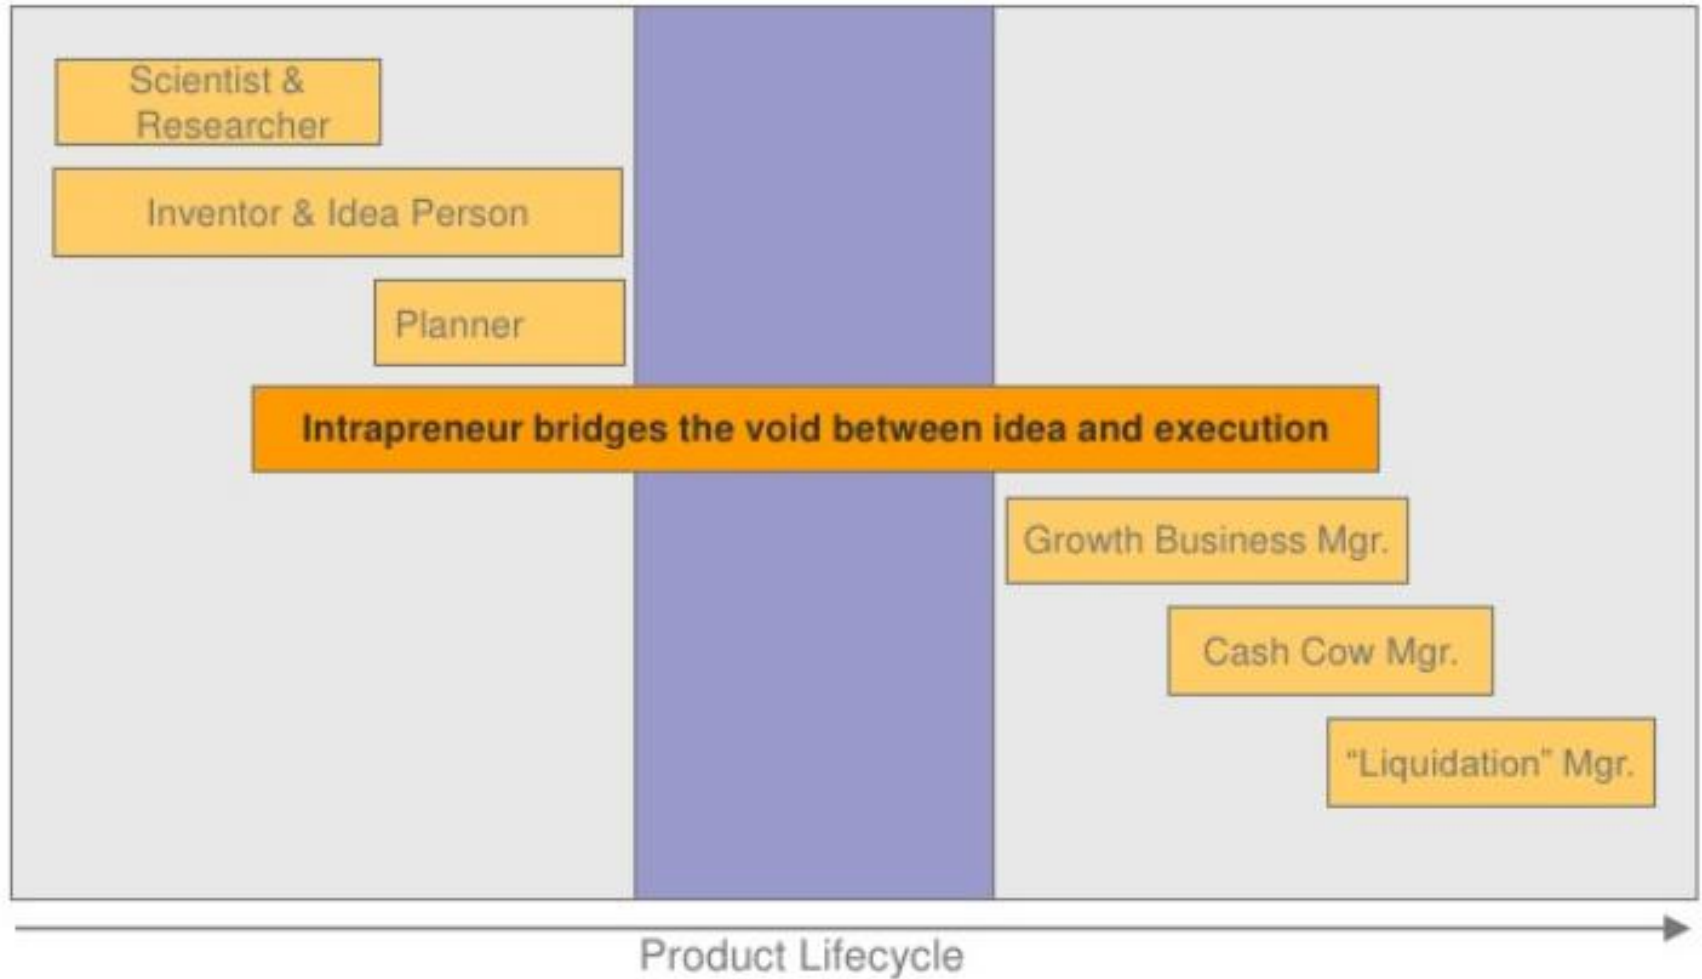 Scientist &
Researcher
Inventor & Idea Person
Planner
Intrapreneur bridges the void between idea and execution
Growth Business Mgr.
Cash Cow Mgr.
“Liquidation” Mgr.
Product Lifecycle